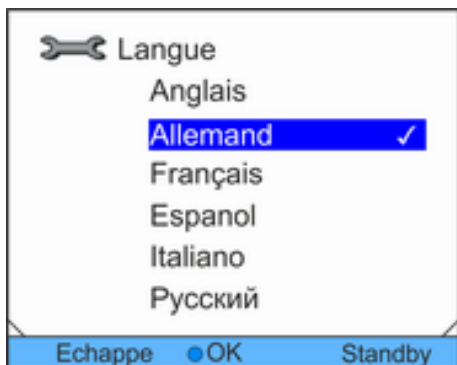 Langue
Anglais
Allemand ✓
Français
Espanol
Italiano
Русский
Echappe OK Standby